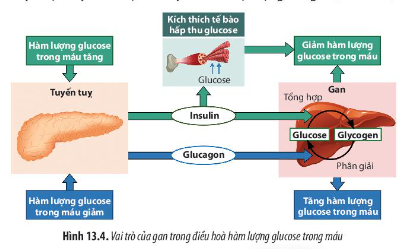 Kích thích tế bào
hấp thu glucose
Hàm lượng glucose
trong máu tăng
Giảm hàm lượng
glucose trong máu
Glucose
Tuyến tuỵ
Gan
Tổng hợp
Insulin
Glucose
Glycogen
Glucagon
Phân giải
Hàm lượng glucose
trong máu giảm
Tăng hàm lượng
glucose trong máu
Hình 13.4. Vai trò của gan trong điều hoà hàm lượng glucose trong máu